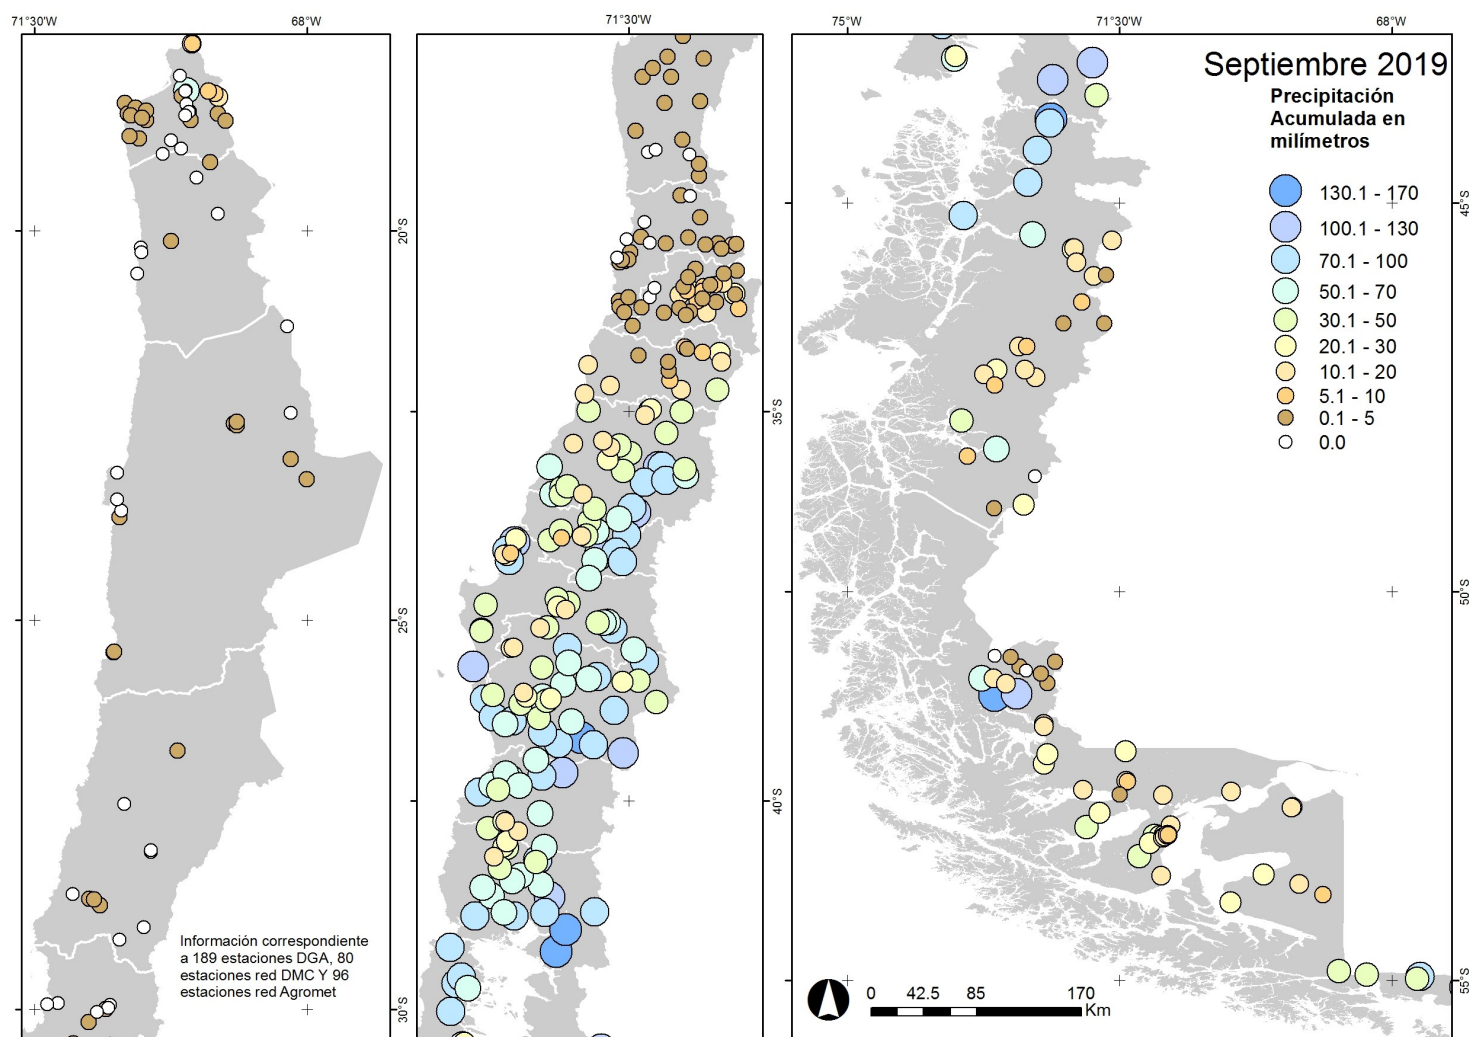 71°30'W
68°W
71°30'W
75°W
71°30'W
68°W
Septiembre 2019
Precipitación
Acumulada en
milímetros
130.1 - 170
100.1 - 130
70.1 - 100
50.1 - 70
30.1 - 50
20.1 - 30
10.1 - 20
5.1 - 10
0.1 - 5
0.0
20°S
25°S
30°S
35°S
40°S
45°S
50°S
55°S
Información correspondiente
a 189 estaciones DGA, 80
estaciones red DMC Y 96
estaciones red Agromet
0 42.5 85 170
Km